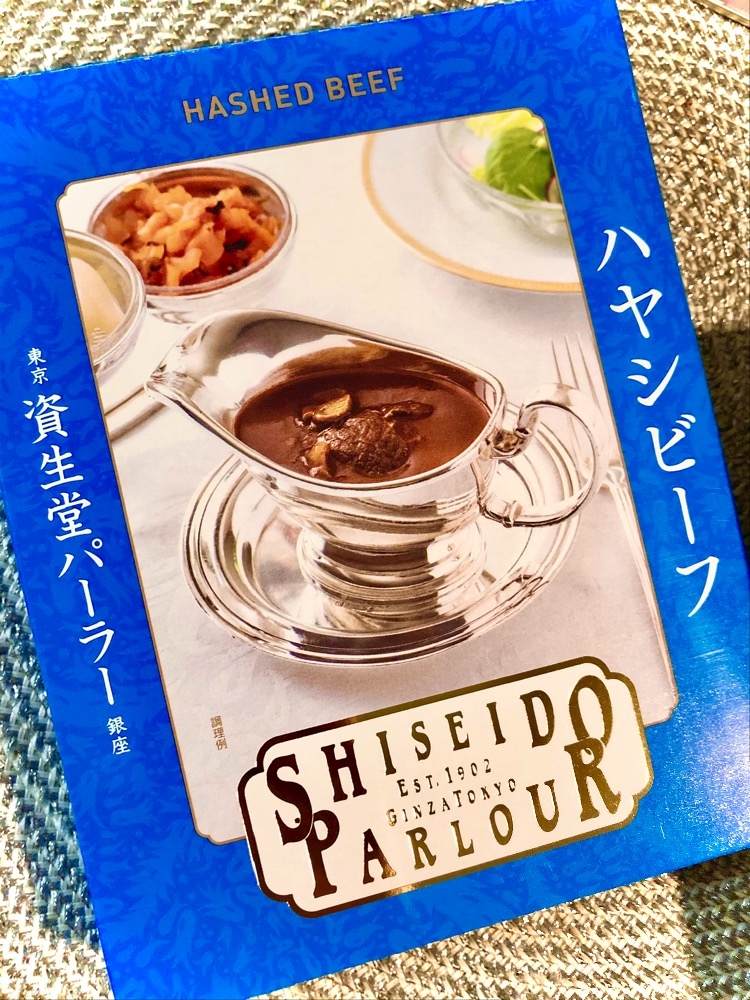 HASHED BEEF
ハヤシビーフ
東京 資生堂パーラー 銀座
調理例
SHISEIDO
EST. 1902
GINZA TOKYO
PARLOUR